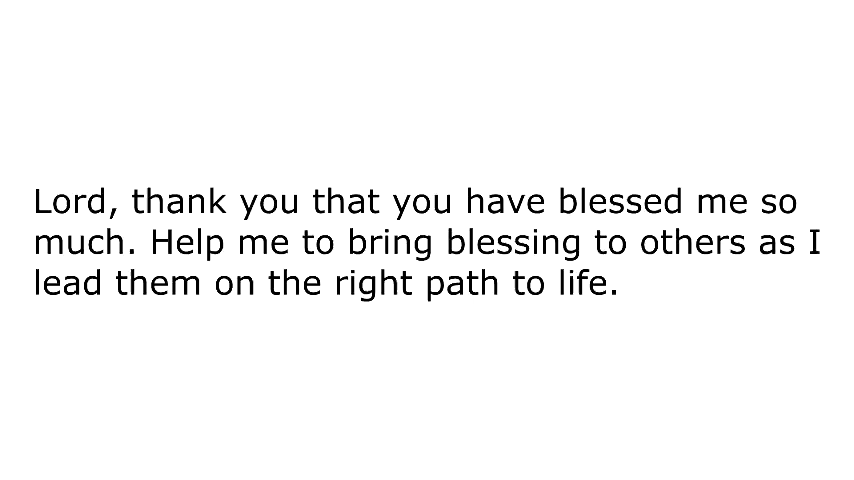 Lord, thank you that you have blessed me so
much. Help me to bring blessing to others as I
lead them on the right path to life.